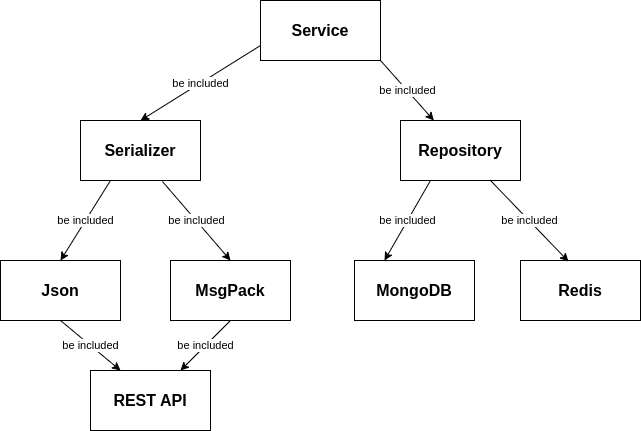 Service
be included
be included
Serializer
Repository
be included
be included
be included
be included
Json
MsgPack
MongoDB
Redis
be included
be included
REST API